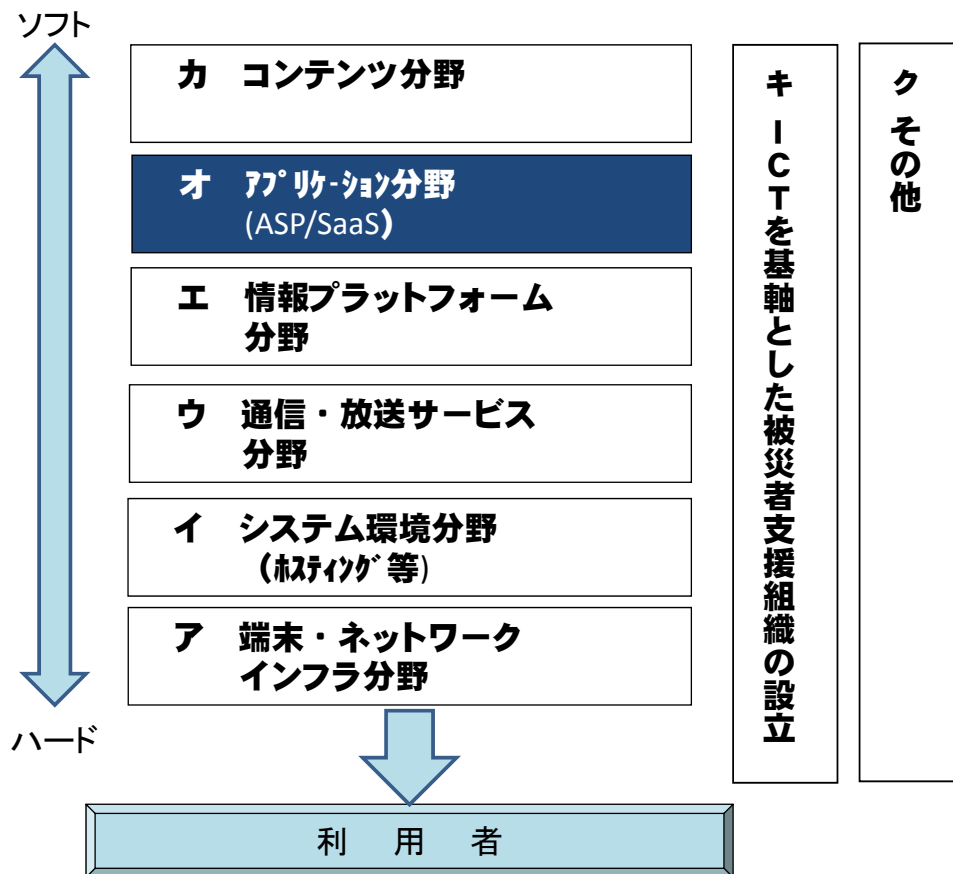 ソフト
カ コンテンツ分野
オ ｱﾌﾟﾘｹｰｼｮﾝ分野
(ASP/SaaS)
エ 情報プラットフォーム
分野
ウ 通信・放送サービス
分野
イ システム環境分野
(ﾎｽﾃｨﾝｸﾞ等)
ア 端末・ネットワーク
インフラ分野
ハード
利用者
キ ICTを基軸とした被災者支援組織の設立
ク その他